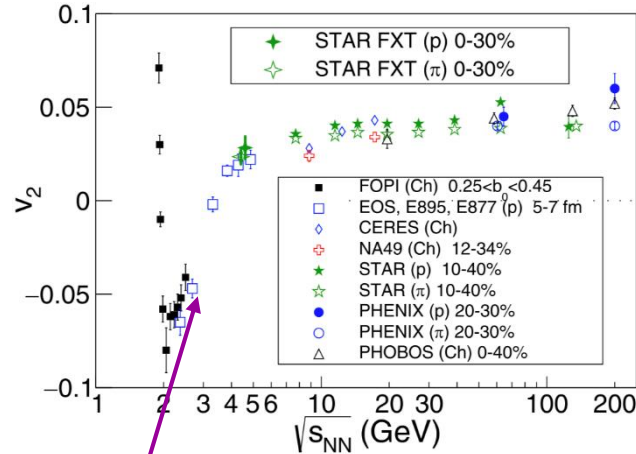 0.1
0.05
0
−0.05
−0.1
v2
STAR FXT (p) 0-30%
STAR FXT (π) 0-30%
FOPI (Ch) 0.25<b0<0.45
EOS, E895, E877 (p) 5-7 fm
CERES (Ch)
NA49 (Ch) 12-34%
STAR (p) 10-40%
STAR (π) 10-40%
PHENIX (p) 20-30%
PHENIX (π) 20-30%
PHOBOS (Ch) 0-40%
1 2 3 4 5 6 10 20 30 100 200
√sNN (GeV)